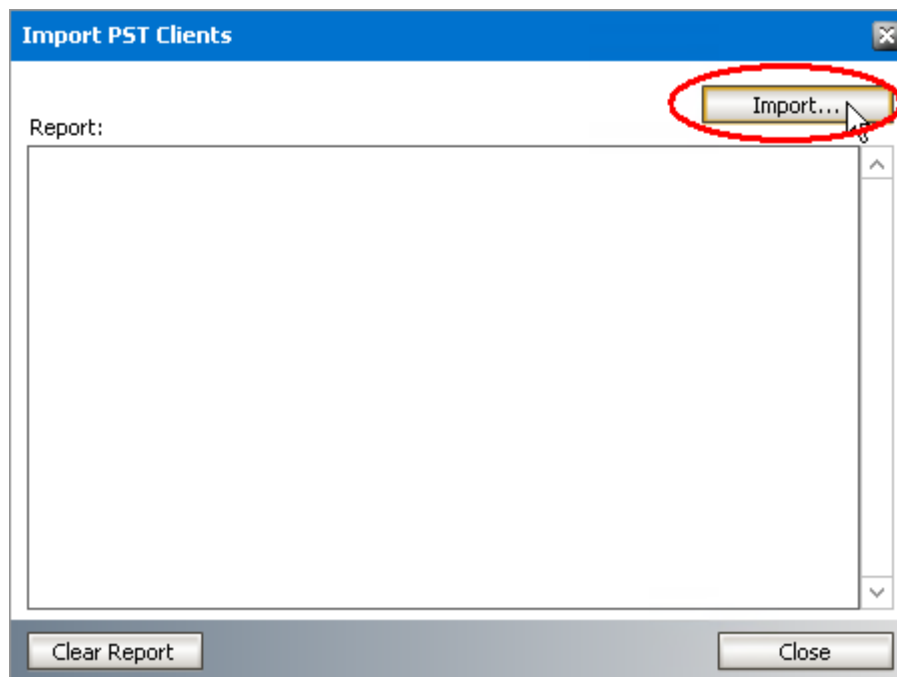 Import PST Clients
Import...
Report:
Clear Report
Close